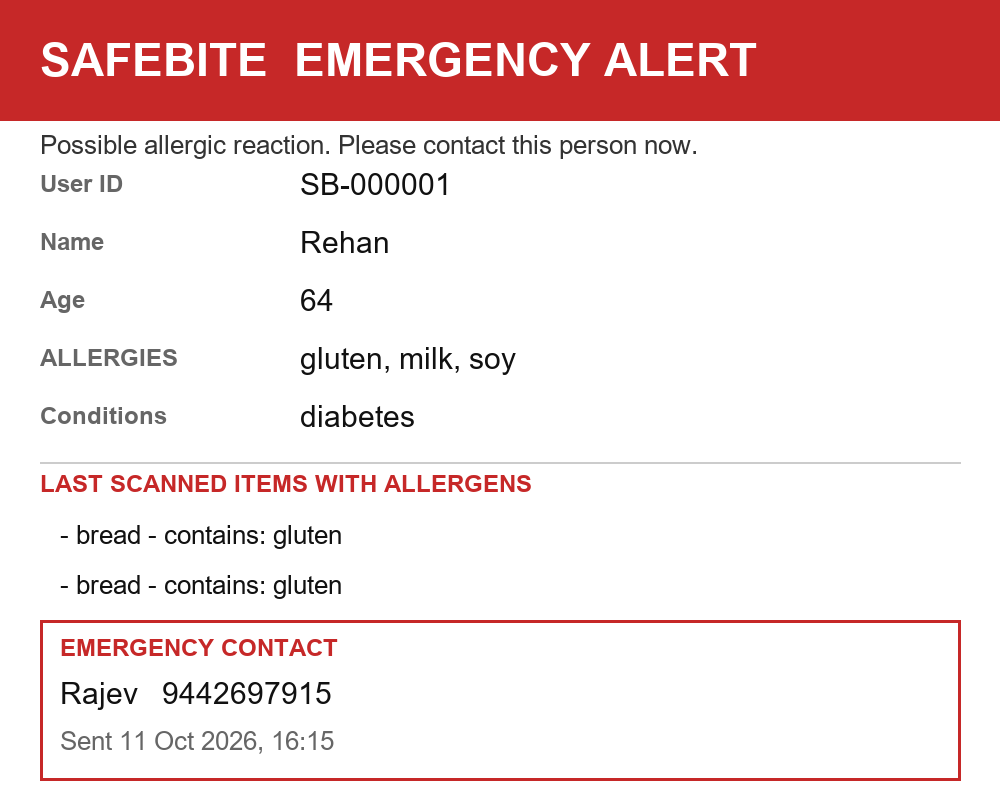 SAFEBITE  EMERGENCY ALERT
Possible allergic reaction. Please contact this person now.
User ID SB-000001
Name Rehan
Age 64
ALLERGIES gluten, milk, soy
Conditions diabetes
LAST SCANNED ITEMS WITH ALLERGENS
- bread - contains: gluten
- bread - contains: gluten
EMERGENCY CONTACT
Rajev 9442697915
Sent 11 Oct 2026, 16:15